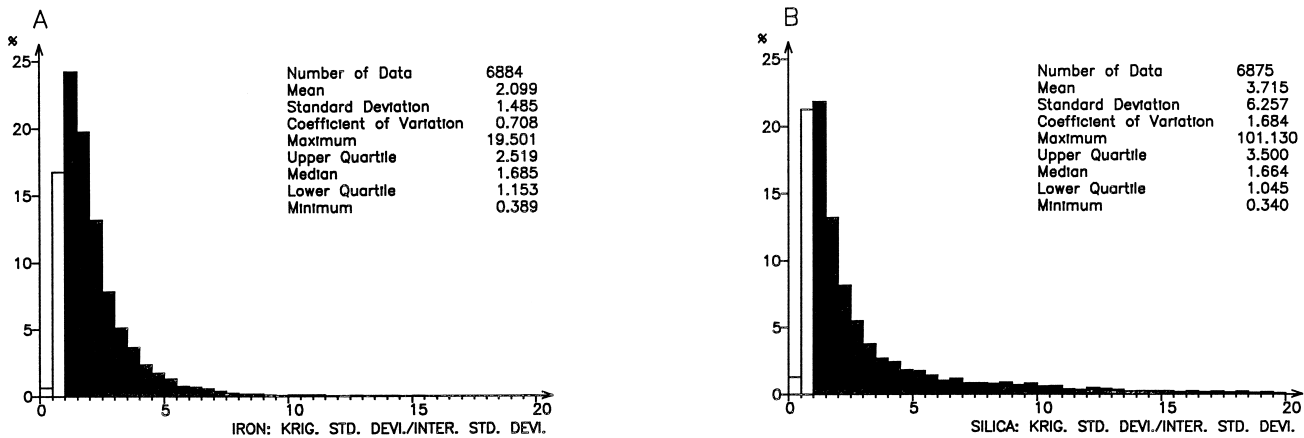 A
%
25
20
15
10
5
0
Number of Data 6884
Mean 2.099
Standard Deviation 1.485
Coefficient of Variation 0.708
Maximum 19.501
Upper Quartile 2.519
Median 1.685
Lower Quartile 1.153
Minimum 0.389
0 5 10 15 20
IRON: KRIG. STD. DEVI./INTER. STD. DEVI.
B
%
25
20
15
10
5
0
Number of Data 6875
Mean 3.715
Standard Deviation 6.257
Coefficient of Variation 1.684
Maximum 101.130
Upper Quartile 3.500
Median 1.664
Lower Quartile 1.045
Minimum 0.340
0 5 10 15 20
SILICA: KRIG. STD. DEVI./INTER. STD. DEVI.